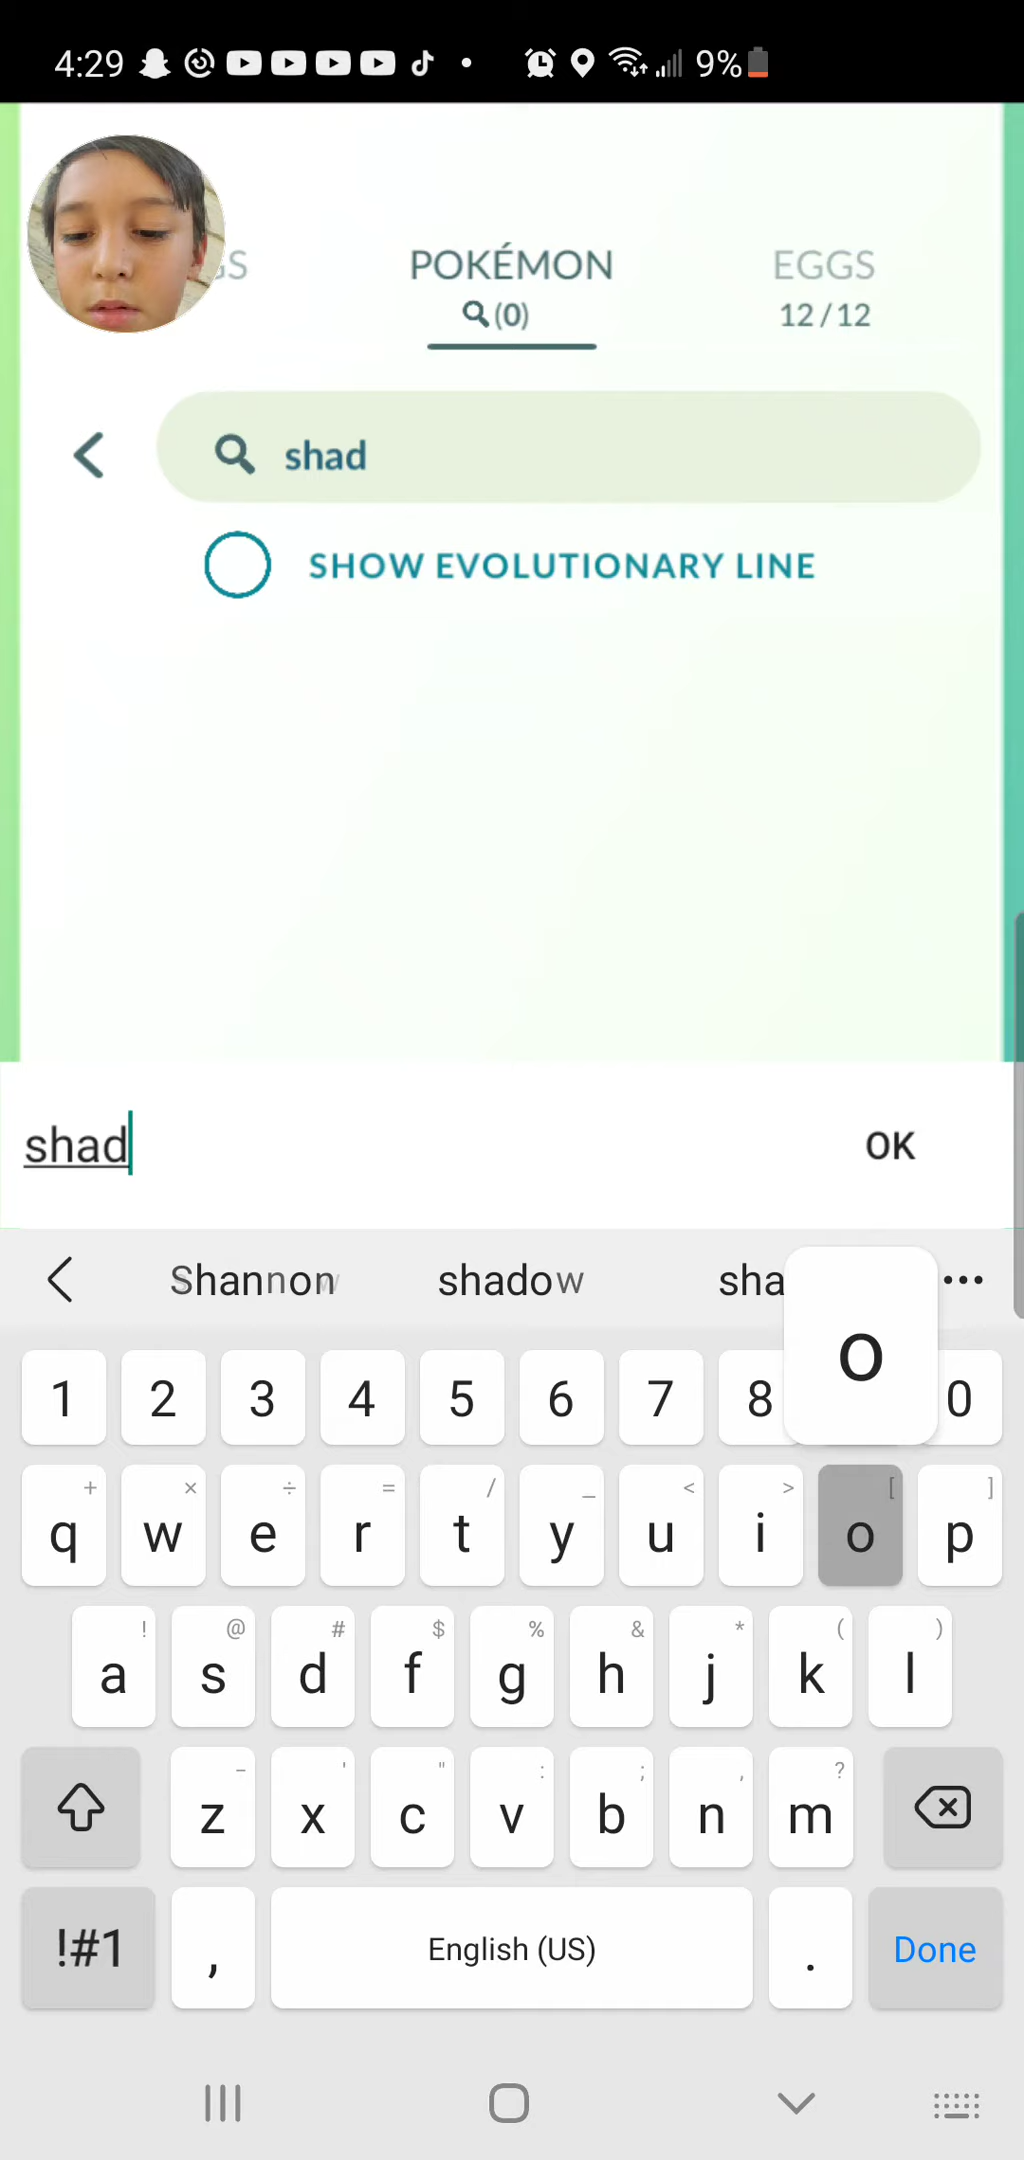 4:29 9%
GS POKÉMON EGGS
(0) 12/12
shad
SHOW EVOLUTIONARY LINE
shad OK
Shannon shadow sha ...
o
1 2 3 4 5 6 7 8 0
+ × ÷ = / _ < > [ ]
q w e r t y u i o p
! @ # $ % & * ( )
a s d f g h j k l
- ' " : ; , ?
z x c v b n m
!#1 , English (US) . Done